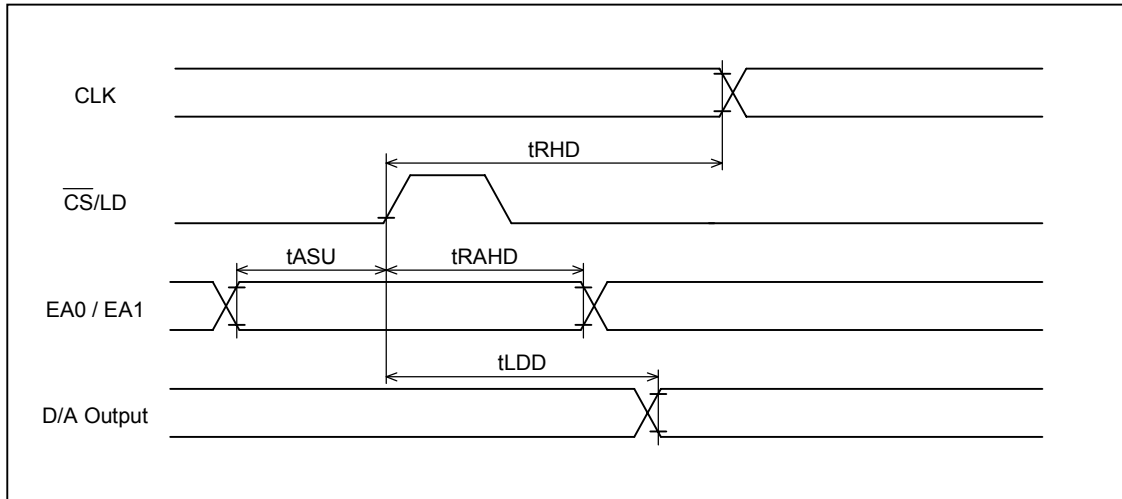 CLK
tRHD
CS/LD
tASU tRAHD
EA0 / EA1
tLDD
D/A Output